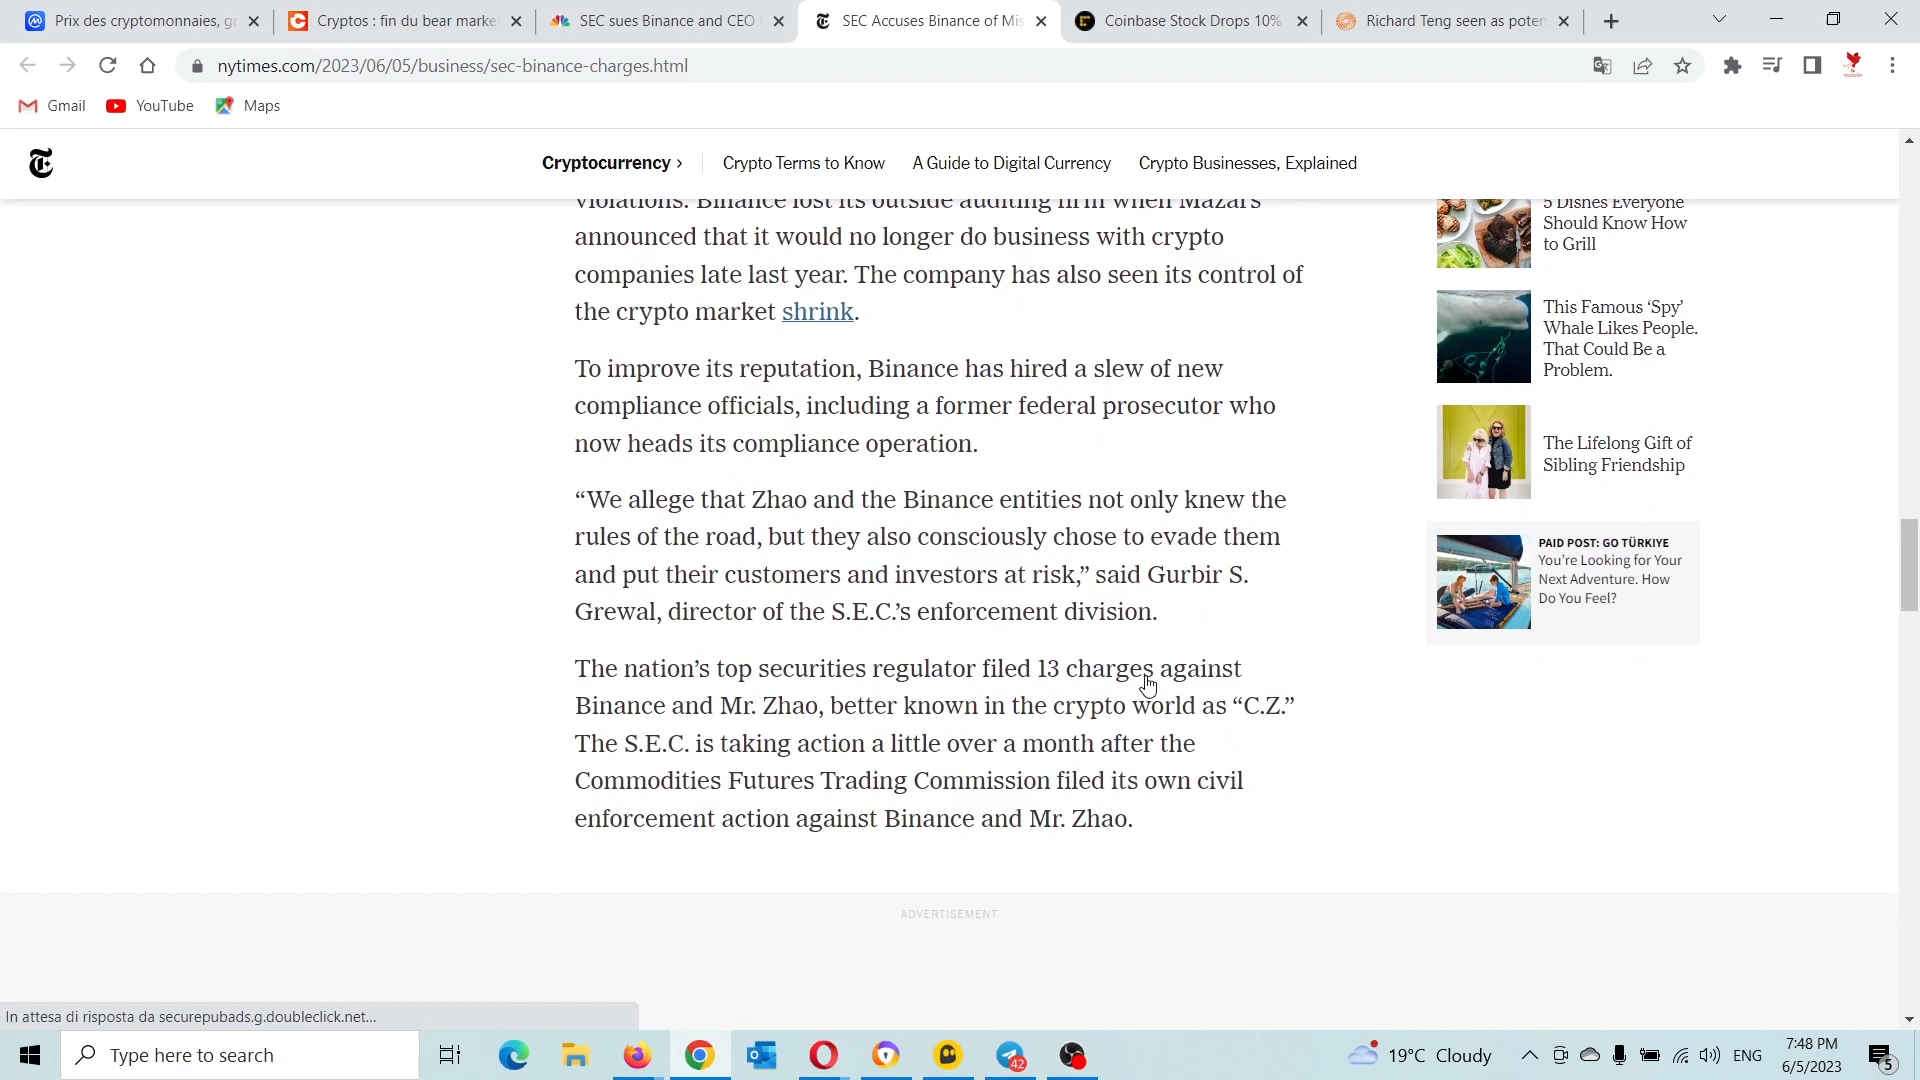 Prix des cryptomonnaies, gr
Cryptos : fin du bear marke
SEC sues Binance and CEO
SEC Accuses Binance of Mis
Coinbase Stock Drops 10%
Richard Teng seen as poten
nytimes.com/2023/06/05/business/sec-binance-charges.html
Gmail
YouTube
Maps
Cryptocurrency ›
Crypto Terms to Know
A Guide to Digital Currency
Crypto Businesses, Explained
violations. Binance lost its outside auditing firm when Mazars
announced that it would no longer do business with crypto
companies late last year. The company has also seen its control of
the crypto market shrink.
To improve its reputation, Binance has hired a slew of new
compliance officials, including a former federal prosecutor who
now heads its compliance operation.
“We allege that Zhao and the Binance entities not only knew the
rules of the road, but they also consciously chose to evade them
and put their customers and investors at risk,” said Gurbir S.
Grewal, director of the S.E.C.’s enforcement division.
The nation’s top securities regulator filed 13 charges against
Binance and Mr. Zhao, better known in the crypto world as “C.Z.”
The S.E.C. is taking action a little over a month after the
Commodities Futures Trading Commission filed its own civil
enforcement action against Binance and Mr. Zhao.
5 Dishes Everyone
Should Know How
to Grill
This Famous ‘Spy’
Whale Likes People.
That Could Be a
Problem.
The Lifelong Gift of
Sibling Friendship
PAID POST: GO TÜRKIYE
You’re Looking for Your
Next Adventure. How
Do You Feel?
ADVERTISEMENT
In attesa di risposta da securepubads.g.doubleclick.net...
Type here to search
42
19°C Cloudy
ENG
7:48 PM
6/5/2023
5